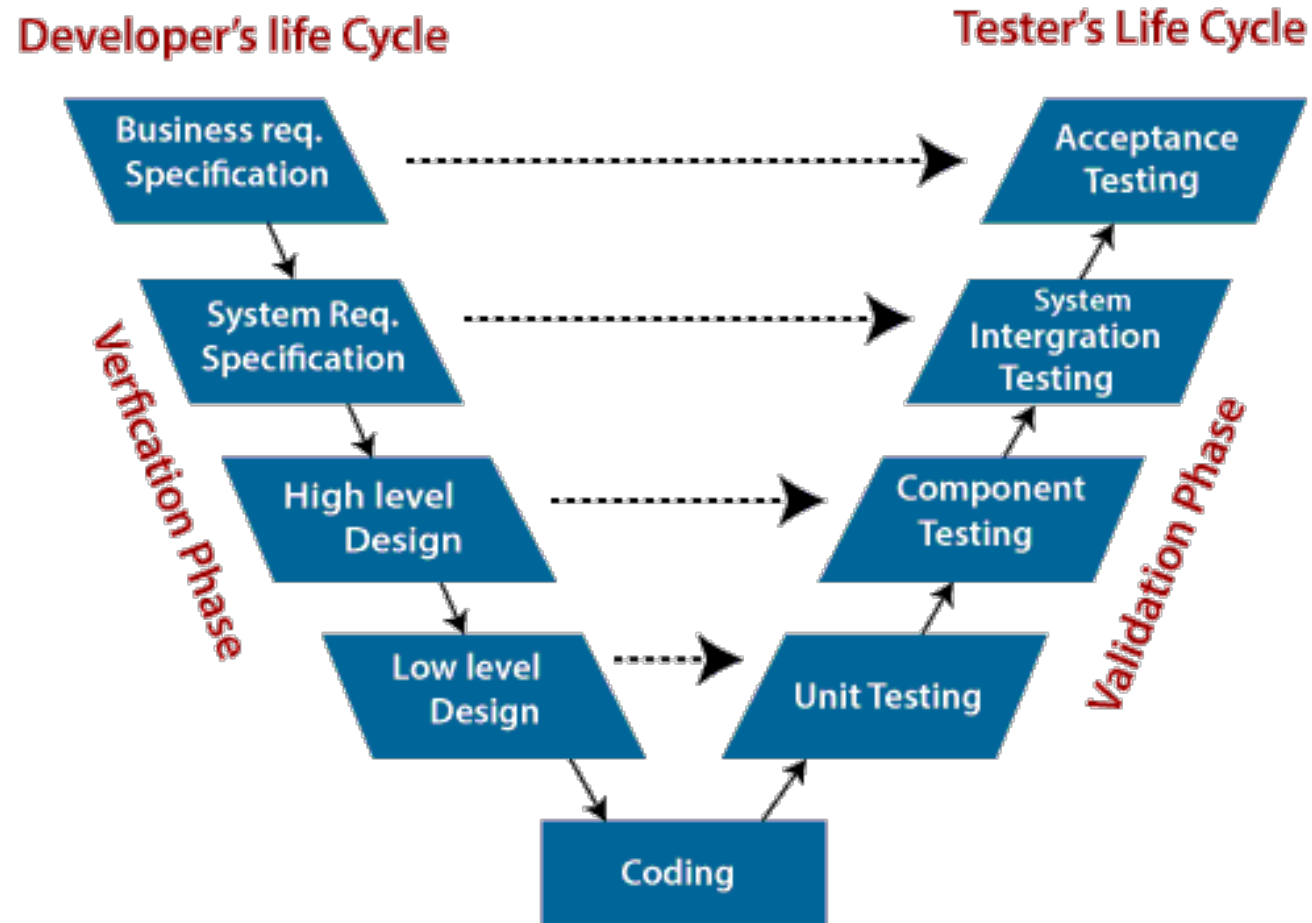 Developer's life Cycle
Tester's Life Cycle
Business req.
Specification
Acceptance
Testing
System Req.
Specification
System
Intergration
Testing
Verfication Phase
High level
Design
Component
Testing
Validation Phase
Low level
Design
Unit Testing
Coding